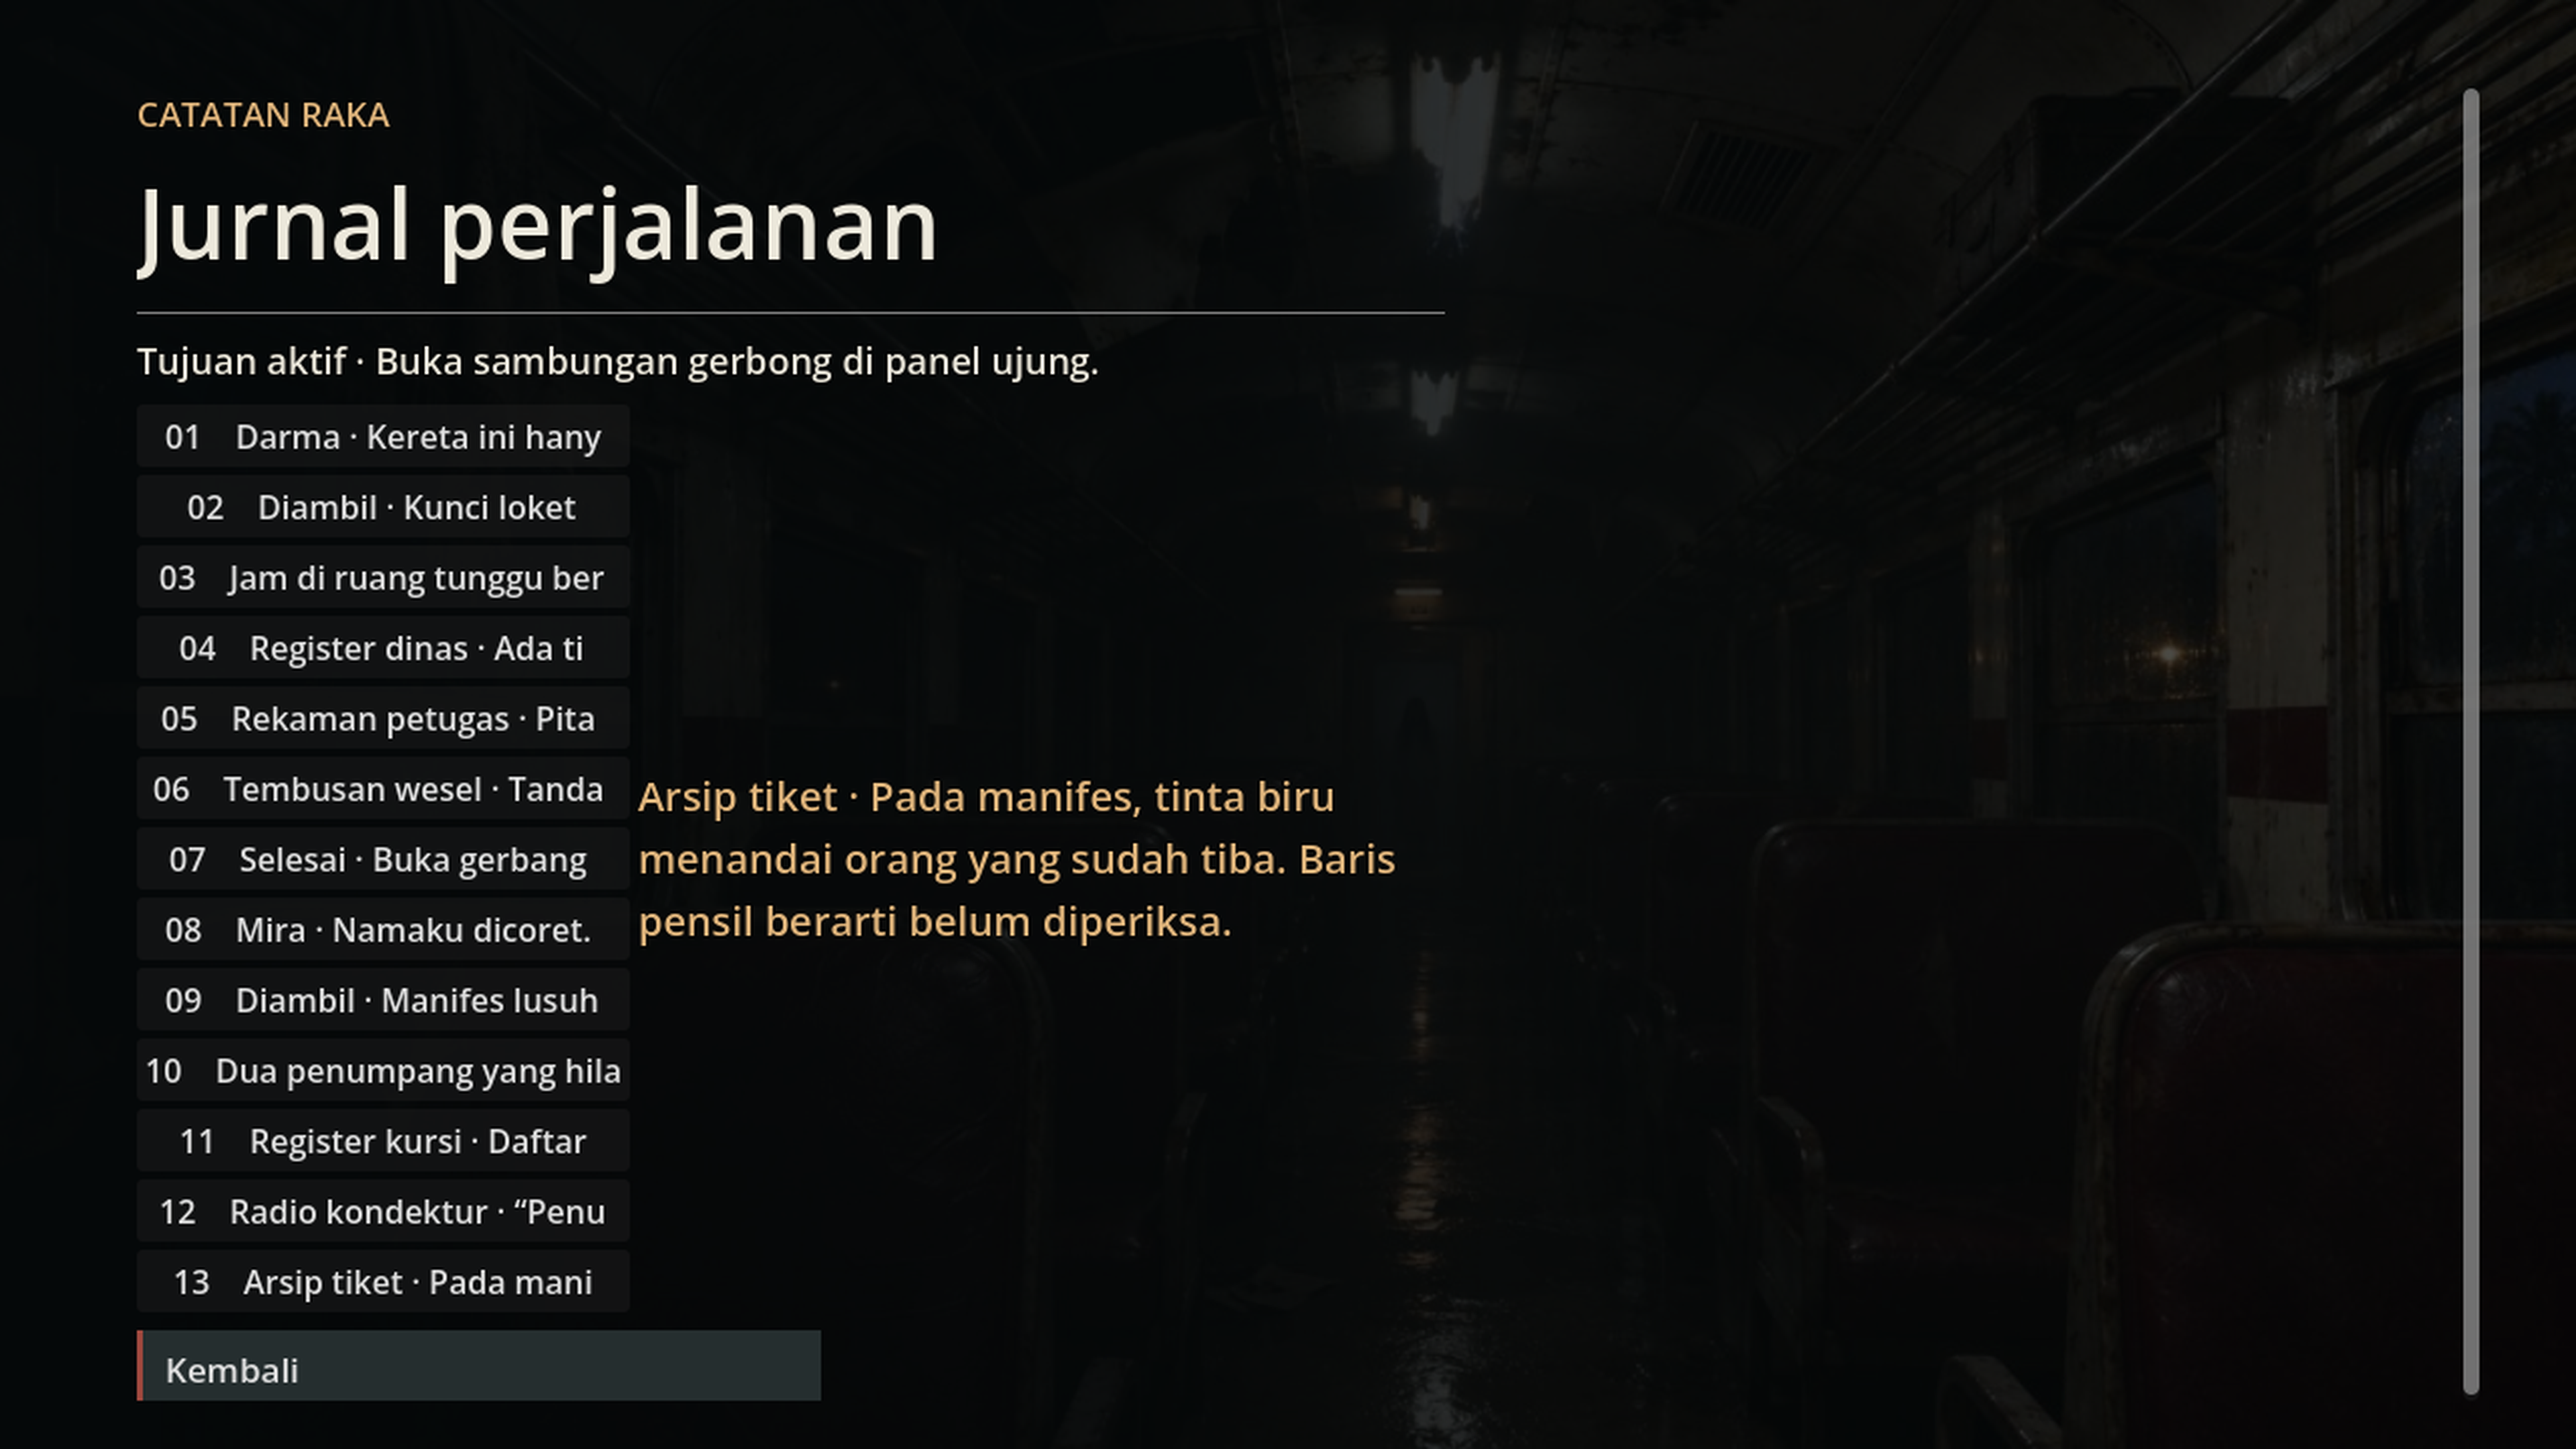 CATATAN RAKA
Jurnal perjalanan
Tujuan aktif · Buka sambungan gerbong di panel ujung.
01 Darma · Kereta ini hany
02 Diambil · Kunci loket
03 Jam di ruang tunggu ber
04 Register dinas · Ada ti
05 Rekaman petugas · Pita
06 Tembusan wesel · Tanda
07 Selesai · Buka gerbang
08 Mira · Namaku dicoret.
09 Diambil · Manifes lusuh
10 Dua penumpang yang hila
11 Register kursi · Daftar
12 Radio kondektur · “Penu
13 Arsip tiket · Pada mani
Arsip tiket · Pada manifes, tinta biru
menandai orang yang sudah tiba. Baris
pensil berarti belum diperiksa.
Kembali